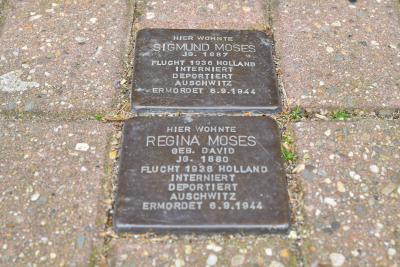 HIER WOHNTE
SIGMUND MOSES
JG. 1887
FLUCHT 1936 HOLLAND
INTERNIERT
DEPORTIERT
AUSCHWITZ
ERMORDET 6.9.1944
HIER WOHNTE
REGINA MOSES
GEB. DAVID
JG. 1880
FLUCHT 1936 HOLLAND
INTERNIERT
DEPORTIERT
AUSCHWITZ
ERMORDET 6.9.1944